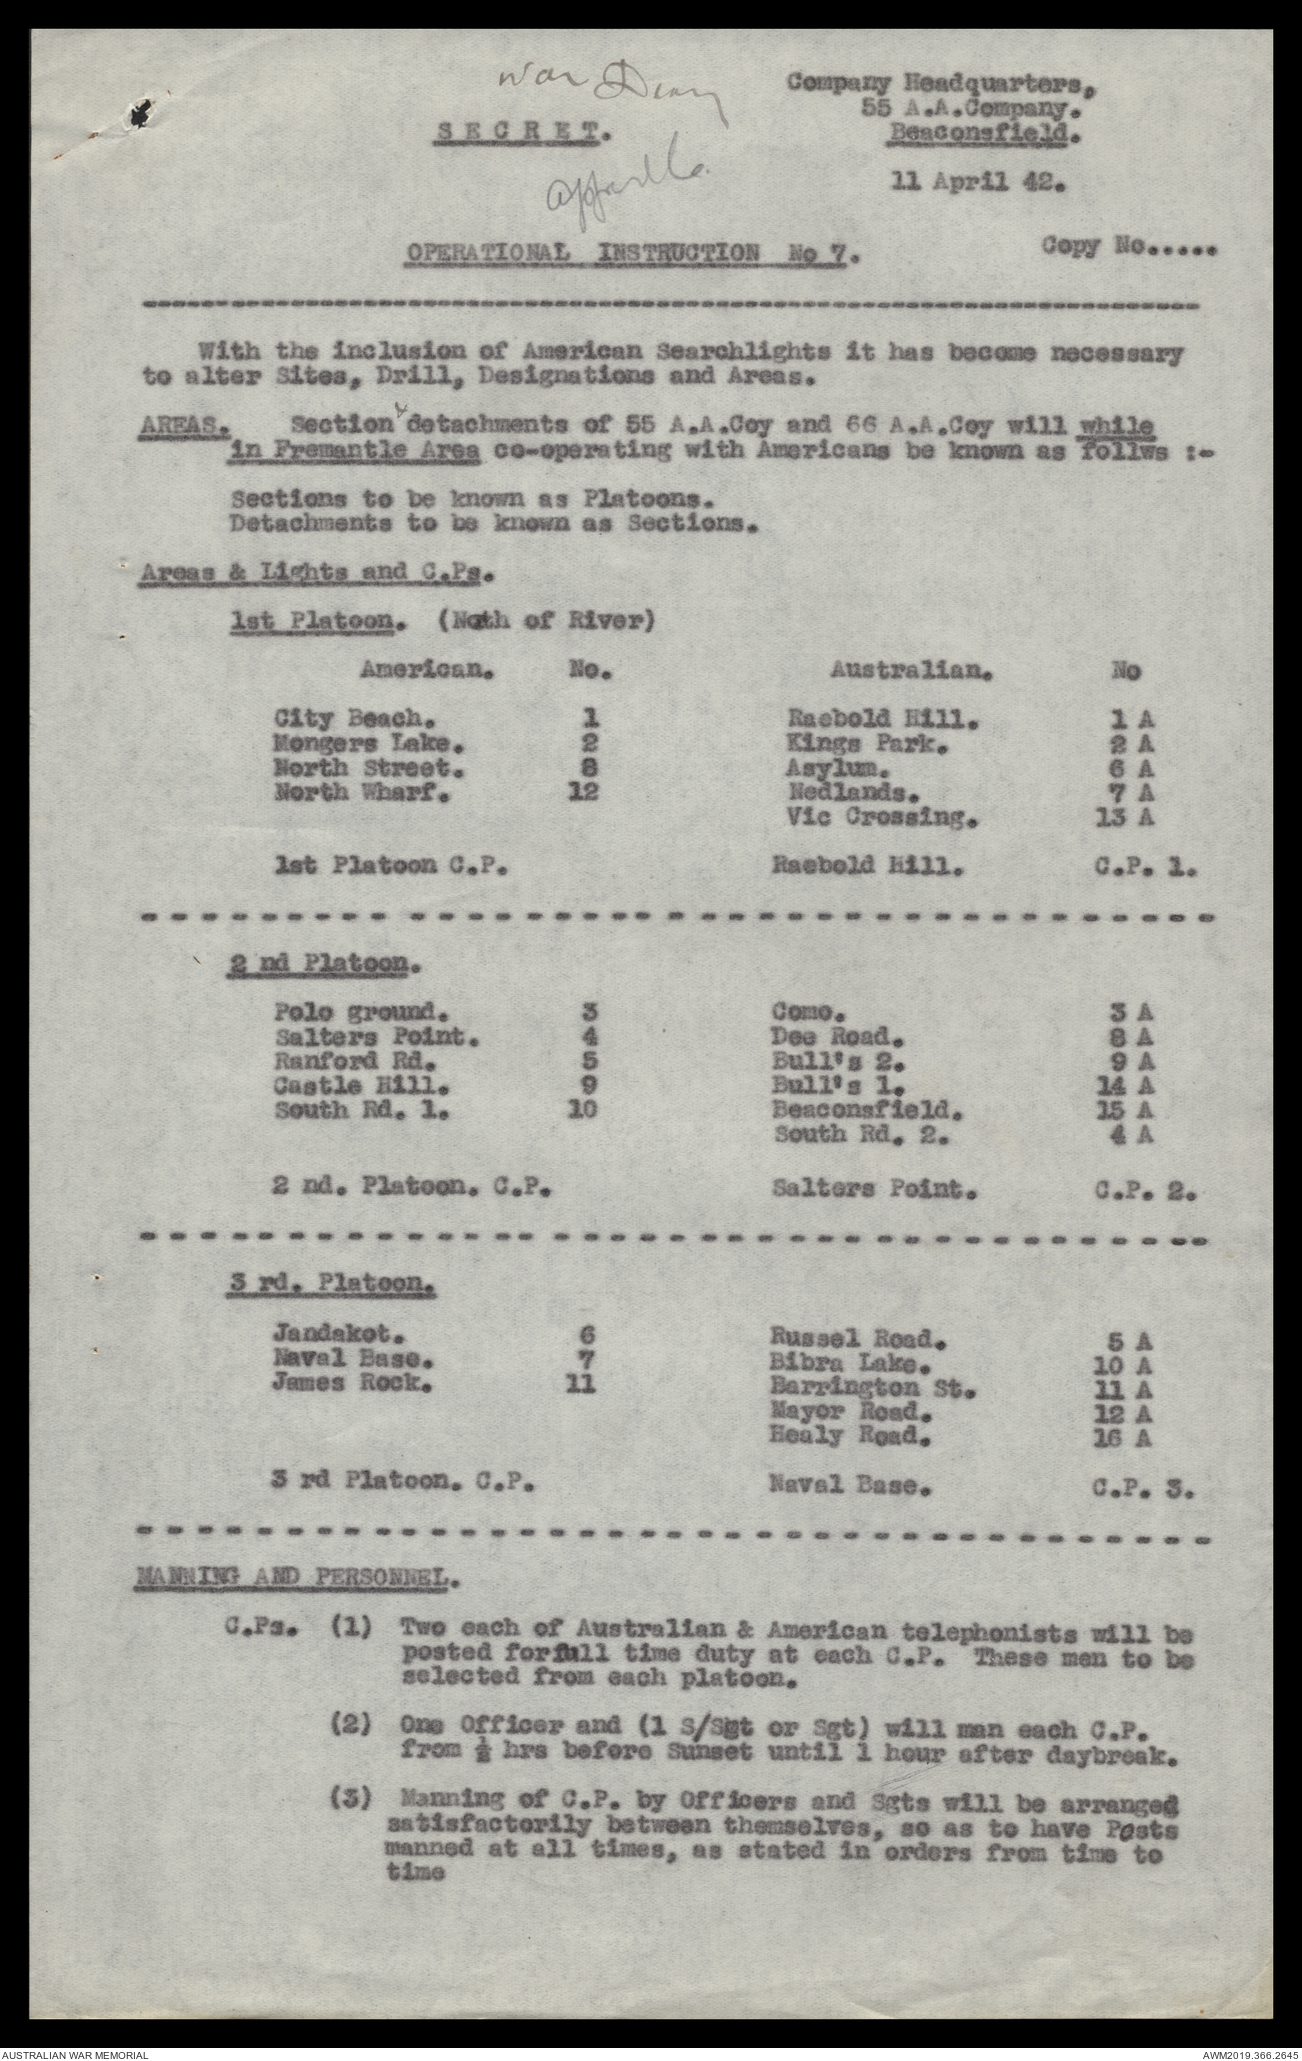 War Diary
Company Headquarters,
55 A.A.Company.
SECRET.
Beaconsfield.
11 April 42.
OPERATIONAL INSTRUCTION No 7.
Copy No.....
With the inclusion of American Searchlights it has become necessary
to alter Sites, Drill, Designations and Areas.
AREAS. Section & detachments of 55 A.A.Coy and 66 A.A.Coy will while
in Fremantle Area co-operating with Americans be known as follws :-
Sections to be known as Platoons.
Detachments to be known as Sections.
Areas & Lights and C.Ps.
1st Platoon. (Noth of River)
American. No. Australian. No
City Beach. 1 Raebold Hill. 1 A
Mongers Lake. 2 Kings Park. 2 A
North Street. 8 Asylum. 6 A
North Wharf. 12 Nedlands. 7 A
Vic Crossing. 13 A
1st Platoon C.P. Raebold Hill. C.P. 1.
2 nd Platoon.
Polo ground. 3 Como. 3 A
Salters Point. 4 Dee Road. 8 A
Ranford Rd. 5 Bull's 2. 9 A
Castle Hill. 9 Bull's 1. 14 A
South Rd. 1. 10 Beaconsfield. 15 A
South Rd. 2. 4 A
2 nd. Platoon. C.P. Salters Point. C.P. 2.
3 rd. Platoon.
Jandakot. 6 Russel Road. 5 A
Naval Base. 7 Bibra Lake. 10 A
James Rock. 11 Barrington St. 11 A
Mayor Road. 12 A
Healy Road. 16 A
3 rd Platoon. C.P. Naval Base. C.P. 3.
MANNING AND PERSONNEL.
C.Ps. (1) Two each of Australian & American telephonists will be
posted forfull time duty at each C.P. These men to be
selected from each platoon.
(2) One Officer and (1 S/Sgt or Sgt) will man each C.P.
from ½ hrs before Sunset until 1 hour after daybreak.
(3) Manning of C.P. by Officers and Sgts will be arranged
satisfactorily between themselves, so as to have Posts
manned at all times, as stated in orders from time to
time
AUSTRALIAN WAR MEMORIAL
AWM2019.366.2645